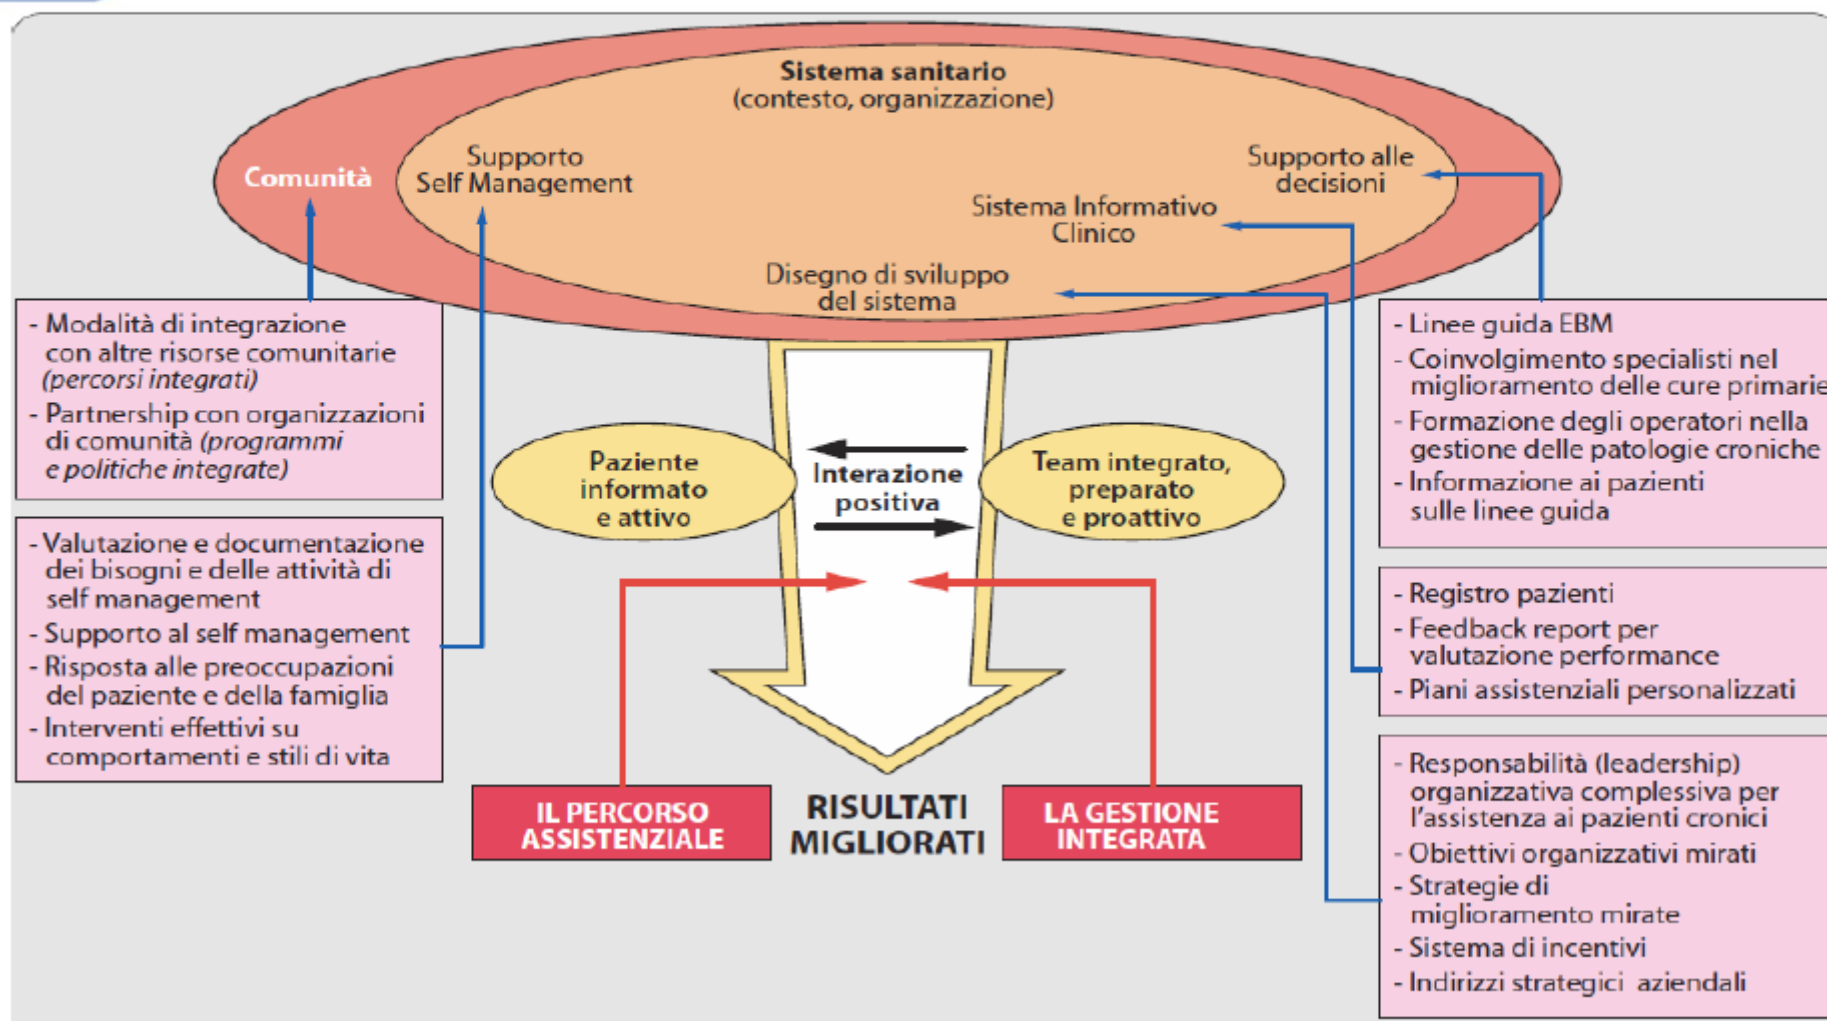 Sistema sanitario
(contesto, organizzazione)
Comunità
Supporto
Self Management
Supporto alle
decisioni
Sistema Informativo
Clinico
Disegno di sviluppo
del sistema
- Modalità di integrazione
con altre risorse comunitarie
(percorsi integrati)
- Partnership con organizzazioni
di comunità (programmi
e politiche integrate)
- Valutazione e documentazione
dei bisogni e delle attività di
self management
- Supporto al self management
- Risposta alle preoccupazioni
del paziente e della famiglia
- Interventi effettivi su
comportamenti e stili di vita
Paziente
informato
e attivo
Interazione
positiva
Team integrato,
preparato
e proattivo
IL PERCORSO
ASSISTENZIALE
RISULTATI
MIGLIORATI
LA GESTIONE
INTEGRATA
- Linee guida EBM
- Coinvolgimento specialisti nel
miglioramento delle cure primarie
- Formazione degli operatori nella
gestione delle patologie croniche
- Informazione ai pazienti
sulle linee guida
- Registro pazienti
- Feedback report per
valutazione performance
- Piani assistenziali personalizzati
- Responsabilità (leadership)
organizzativa complessiva per
l'assistenza ai pazienti cronici
- Obiettivi organizzativi mirati
- Strategie di
miglioramento mirate
- Sistema di incentivi
- Indirizzi strategici aziendali